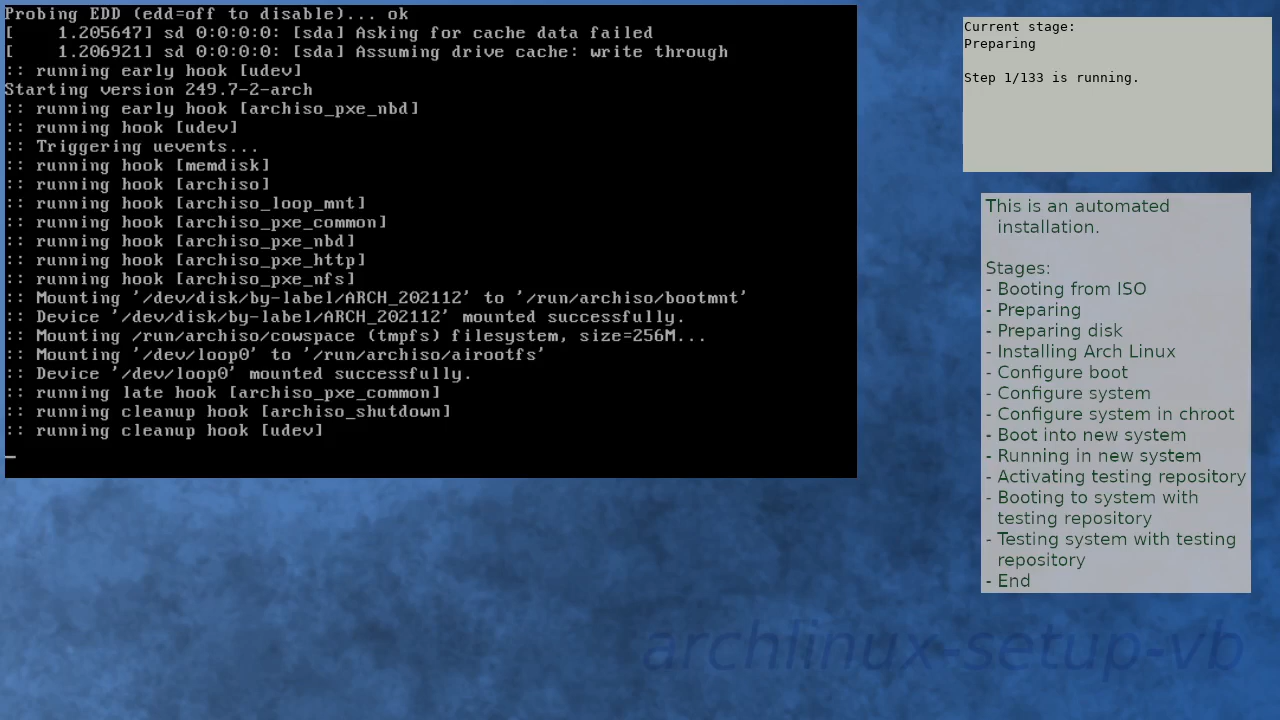 Probing EDD (edd=off to disable)... ok
[    1.205647] sd 0:0:0:0: [sda] Asking for cache data failed
[    1.206921] sd 0:0:0:0: [sda] Assuming drive cache: write through
:: running early hook [udev]
Starting version 249.7-2-arch
:: running early hook [archiso_pxe_nbd]
:: running hook [udev]
:: Triggering uevents...
:: running hook [memdisk]
:: running hook [archiso]
:: running hook [archiso_loop_mnt]
:: running hook [archiso_pxe_common]
:: running hook [archiso_pxe_nbd]
:: running hook [archiso_pxe_http]
:: running hook [archiso_pxe_nfs]
:: Mounting '/dev/disk/by-label/ARCH_202112' to '/run/archiso/bootmnt'
:: Device '/dev/disk/by-label/ARCH_202112' mounted successfully.
:: Mounting /run/archiso/cowspace (tmpfs) filesystem, size=256M...
:: Mounting '/dev/loop0' to '/run/archiso/airootfs'
:: Device '/dev/loop0' mounted successfully.
:: running late hook [archiso_pxe_common]
:: running cleanup hook [archiso_shutdown]
:: running cleanup hook [udev]
_
Current stage:
Preparing
Step 1/133 is running.
This is an automated
installation.
Stages:
- Booting from ISO
- Preparing
- Preparing disk
- Installing Arch Linux
- Configure boot
- Configure system
- Configure system in chroot
- Boot into new system
- Running in new system
- Activating testing repository
- Booting to system with
testing repository
- Testing system with testing
repository
- End
archlinux-setup-vb